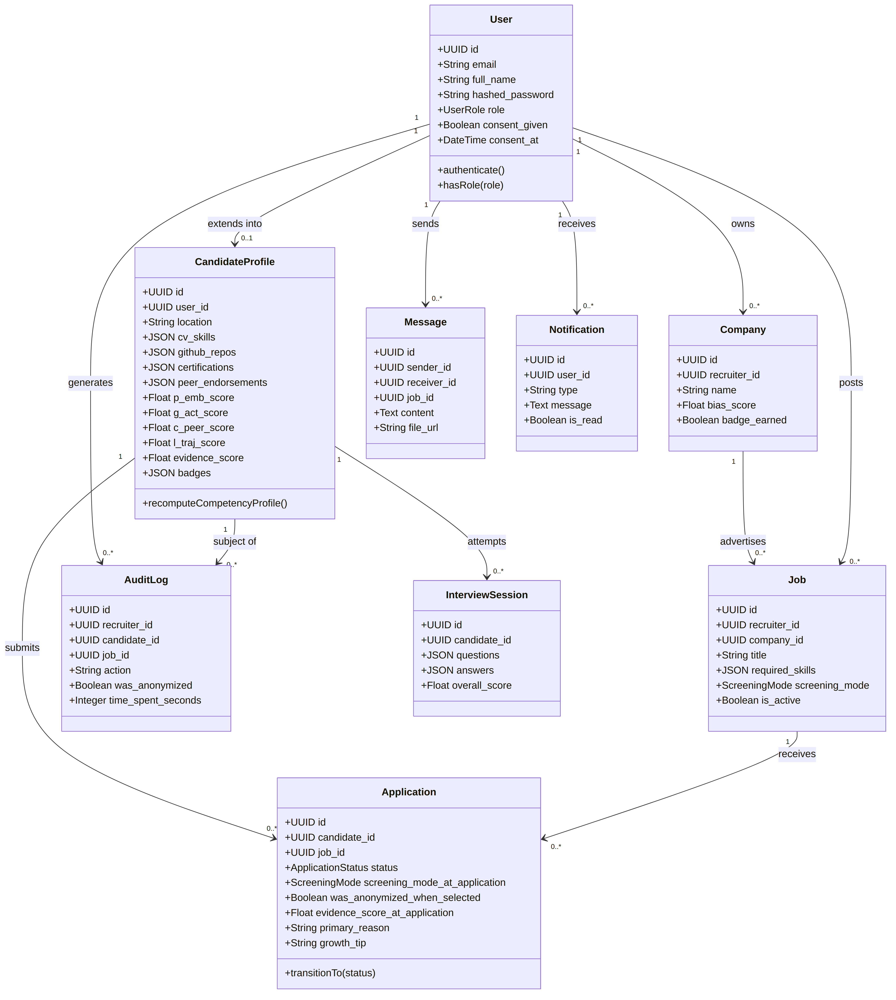 User
+UUID id
+String email
+String full_name
+String hashed_password
+UserRole role
+Boolean consent_given
+DateTime consent_at
+authenticate()
+hasRole(role)
1
1
1
1
1
1
extends into
sends
receives
owns
0..1
0..*
0..*
0..*
CandidateProfile
+UUID id
+UUID user_id
+String location
+JSON cv_skills
+JSON github_repos
+JSON certifications
+JSON peer_endorsements
+Float p_emb_score
+Float g_act_score
+Float c_peer_score
+Float l_traj_score
+Float evidence_score
+JSON badges
+recomputeCompetencyProfile()
Message
+UUID id
+UUID sender_id
+UUID receiver_id
+UUID job_id
+Text content
+String file_url
Notification
+UUID id
+UUID user_id
+String type
+Text message
+Boolean is_read
Company
+UUID id
+UUID recruiter_id
+String name
+Float bias_score
+Boolean badge_earned
generates
posts
1
1
1
1
subject of
attempts
advertises
0..*
0..*
0..*
0..*
0..*
AuditLog
+UUID id
+UUID recruiter_id
+UUID candidate_id
+UUID job_id
+String action
+Boolean was_anonymized
+Integer time_spent_seconds
InterviewSession
+UUID id
+UUID candidate_id
+JSON questions
+JSON answers
+Float overall_score
Job
+UUID id
+UUID recruiter_id
+UUID company_id
+String title
+JSON required_skills
+ScreeningMode screening_mode
+Boolean is_active
submits
1
receives
0..*
0..*
Application
+UUID id
+UUID candidate_id
+UUID job_id
+ApplicationStatus status
+ScreeningMode screening_mode_at_application
+Boolean was_anonymized_when_selected
+Float evidence_score_at_application
+String primary_reason
+String growth_tip
+transitionTo(status)